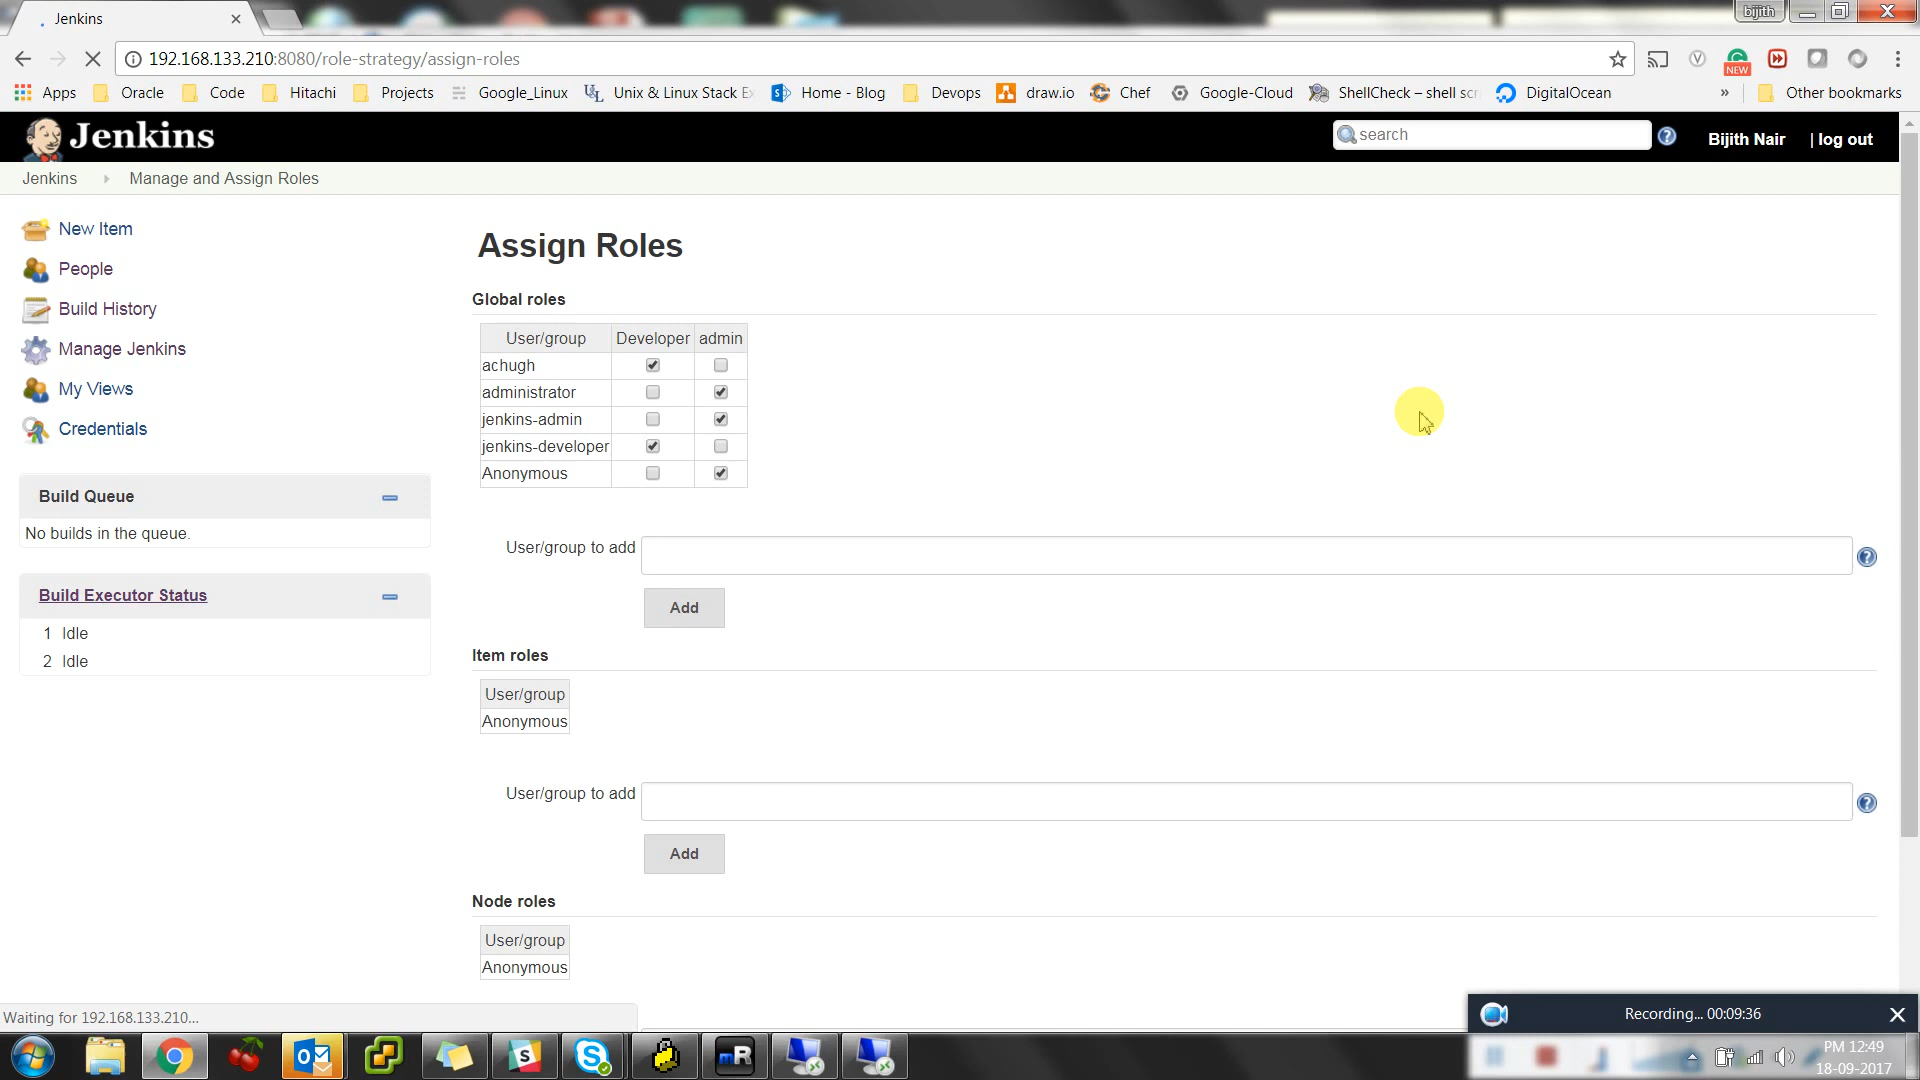 Jenkins
bijith
192.168.133.210:8080/role-strategy/assign-roles
NEW
Apps Oracle Code Hitachi Projects Google_Linux Unix & Linux Stack Ex Home - Blog Devops draw.io Chef Google-Cloud ShellCheck – shell scri DigitalOcean » Other bookmarks
Jenkins
search
Bijith Nair | log out
Jenkins Manage and Assign Roles
New Item
People
Build History
Manage Jenkins
My Views
Credentials
Build Queue
No builds in the queue.
Build Executor Status
1 Idle
2 Idle
Assign Roles
Global roles
User/group Developer admin
achugh
administrator
jenkins-admin
jenkins-developer
Anonymous
User/group to add
Add
Item roles
User/group
Anonymous
User/group to add
Add
Node roles
User/group
Anonymous
Waiting for 192.168.133.210...
Recording... 00:09:36
mR
PM 12:49
18-09-2017